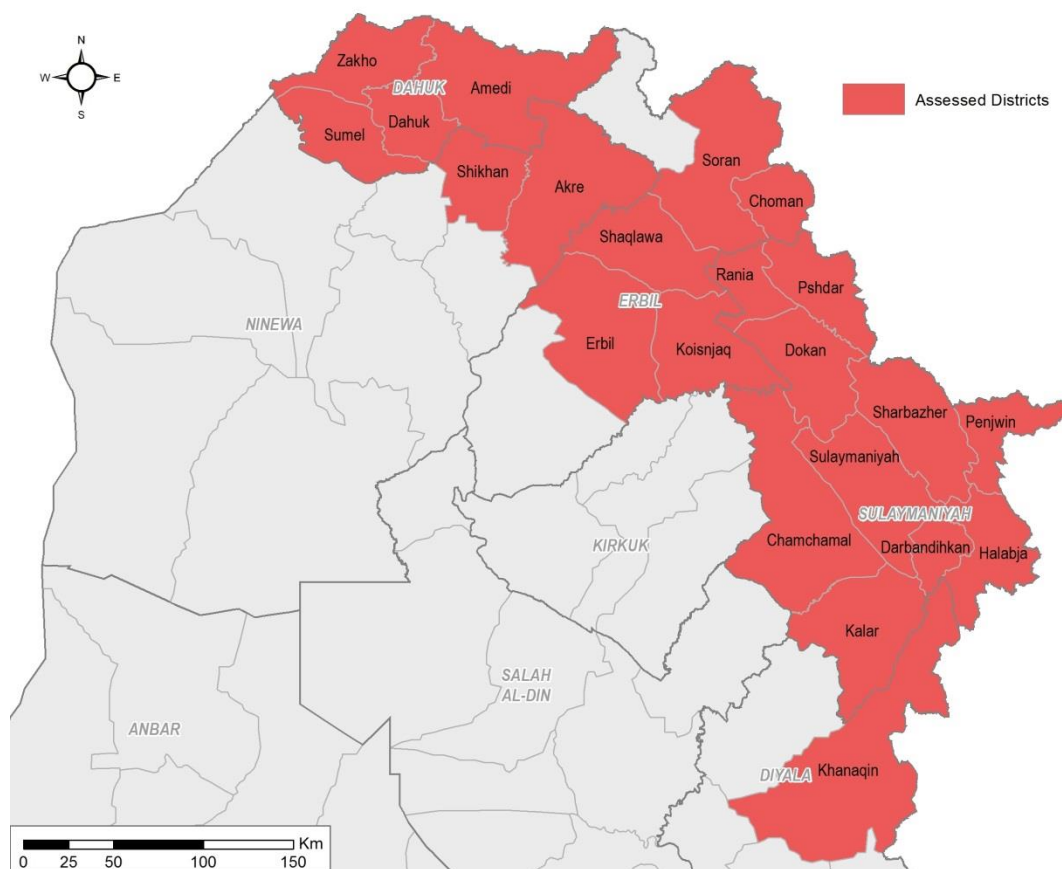 N
W E
S
Assessed Districts
Zakho
DAHUK
Amedi
Sumel
Dahuk
Shikhan
Akre
Soran
Choman
Shaqlawa
Rania
Pshdar
NINEWA
ERBIL
Erbil
Koisnjaq
Dokan
Sharbazher
Penjwin
Sulaymaniyah
SULAYMANIYAH
KIRKUK
Chamchamal
Darbandihkan
Halabja
Kalar
SALAH
AL-DIN
ANBAR
DIYALA
Khanaqin
Km
0 25 50 100 150